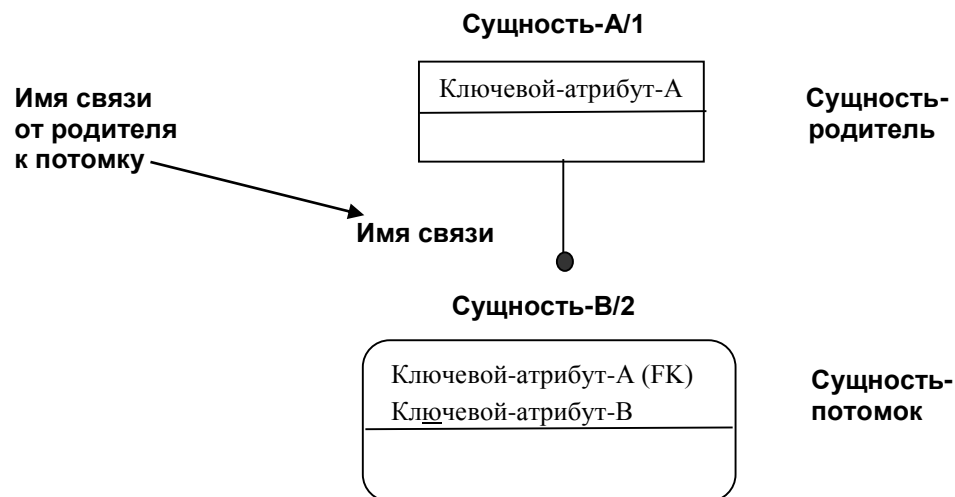 Сущность-А/1
Ключевой-атрибут-А
Имя связи
от родителя
к потомку
Сущность-
родитель
Имя связи
Сущность-В/2
Ключевой-атрибут-А (FK)
Ключевой-атрибут-В
Сущность-
потомок